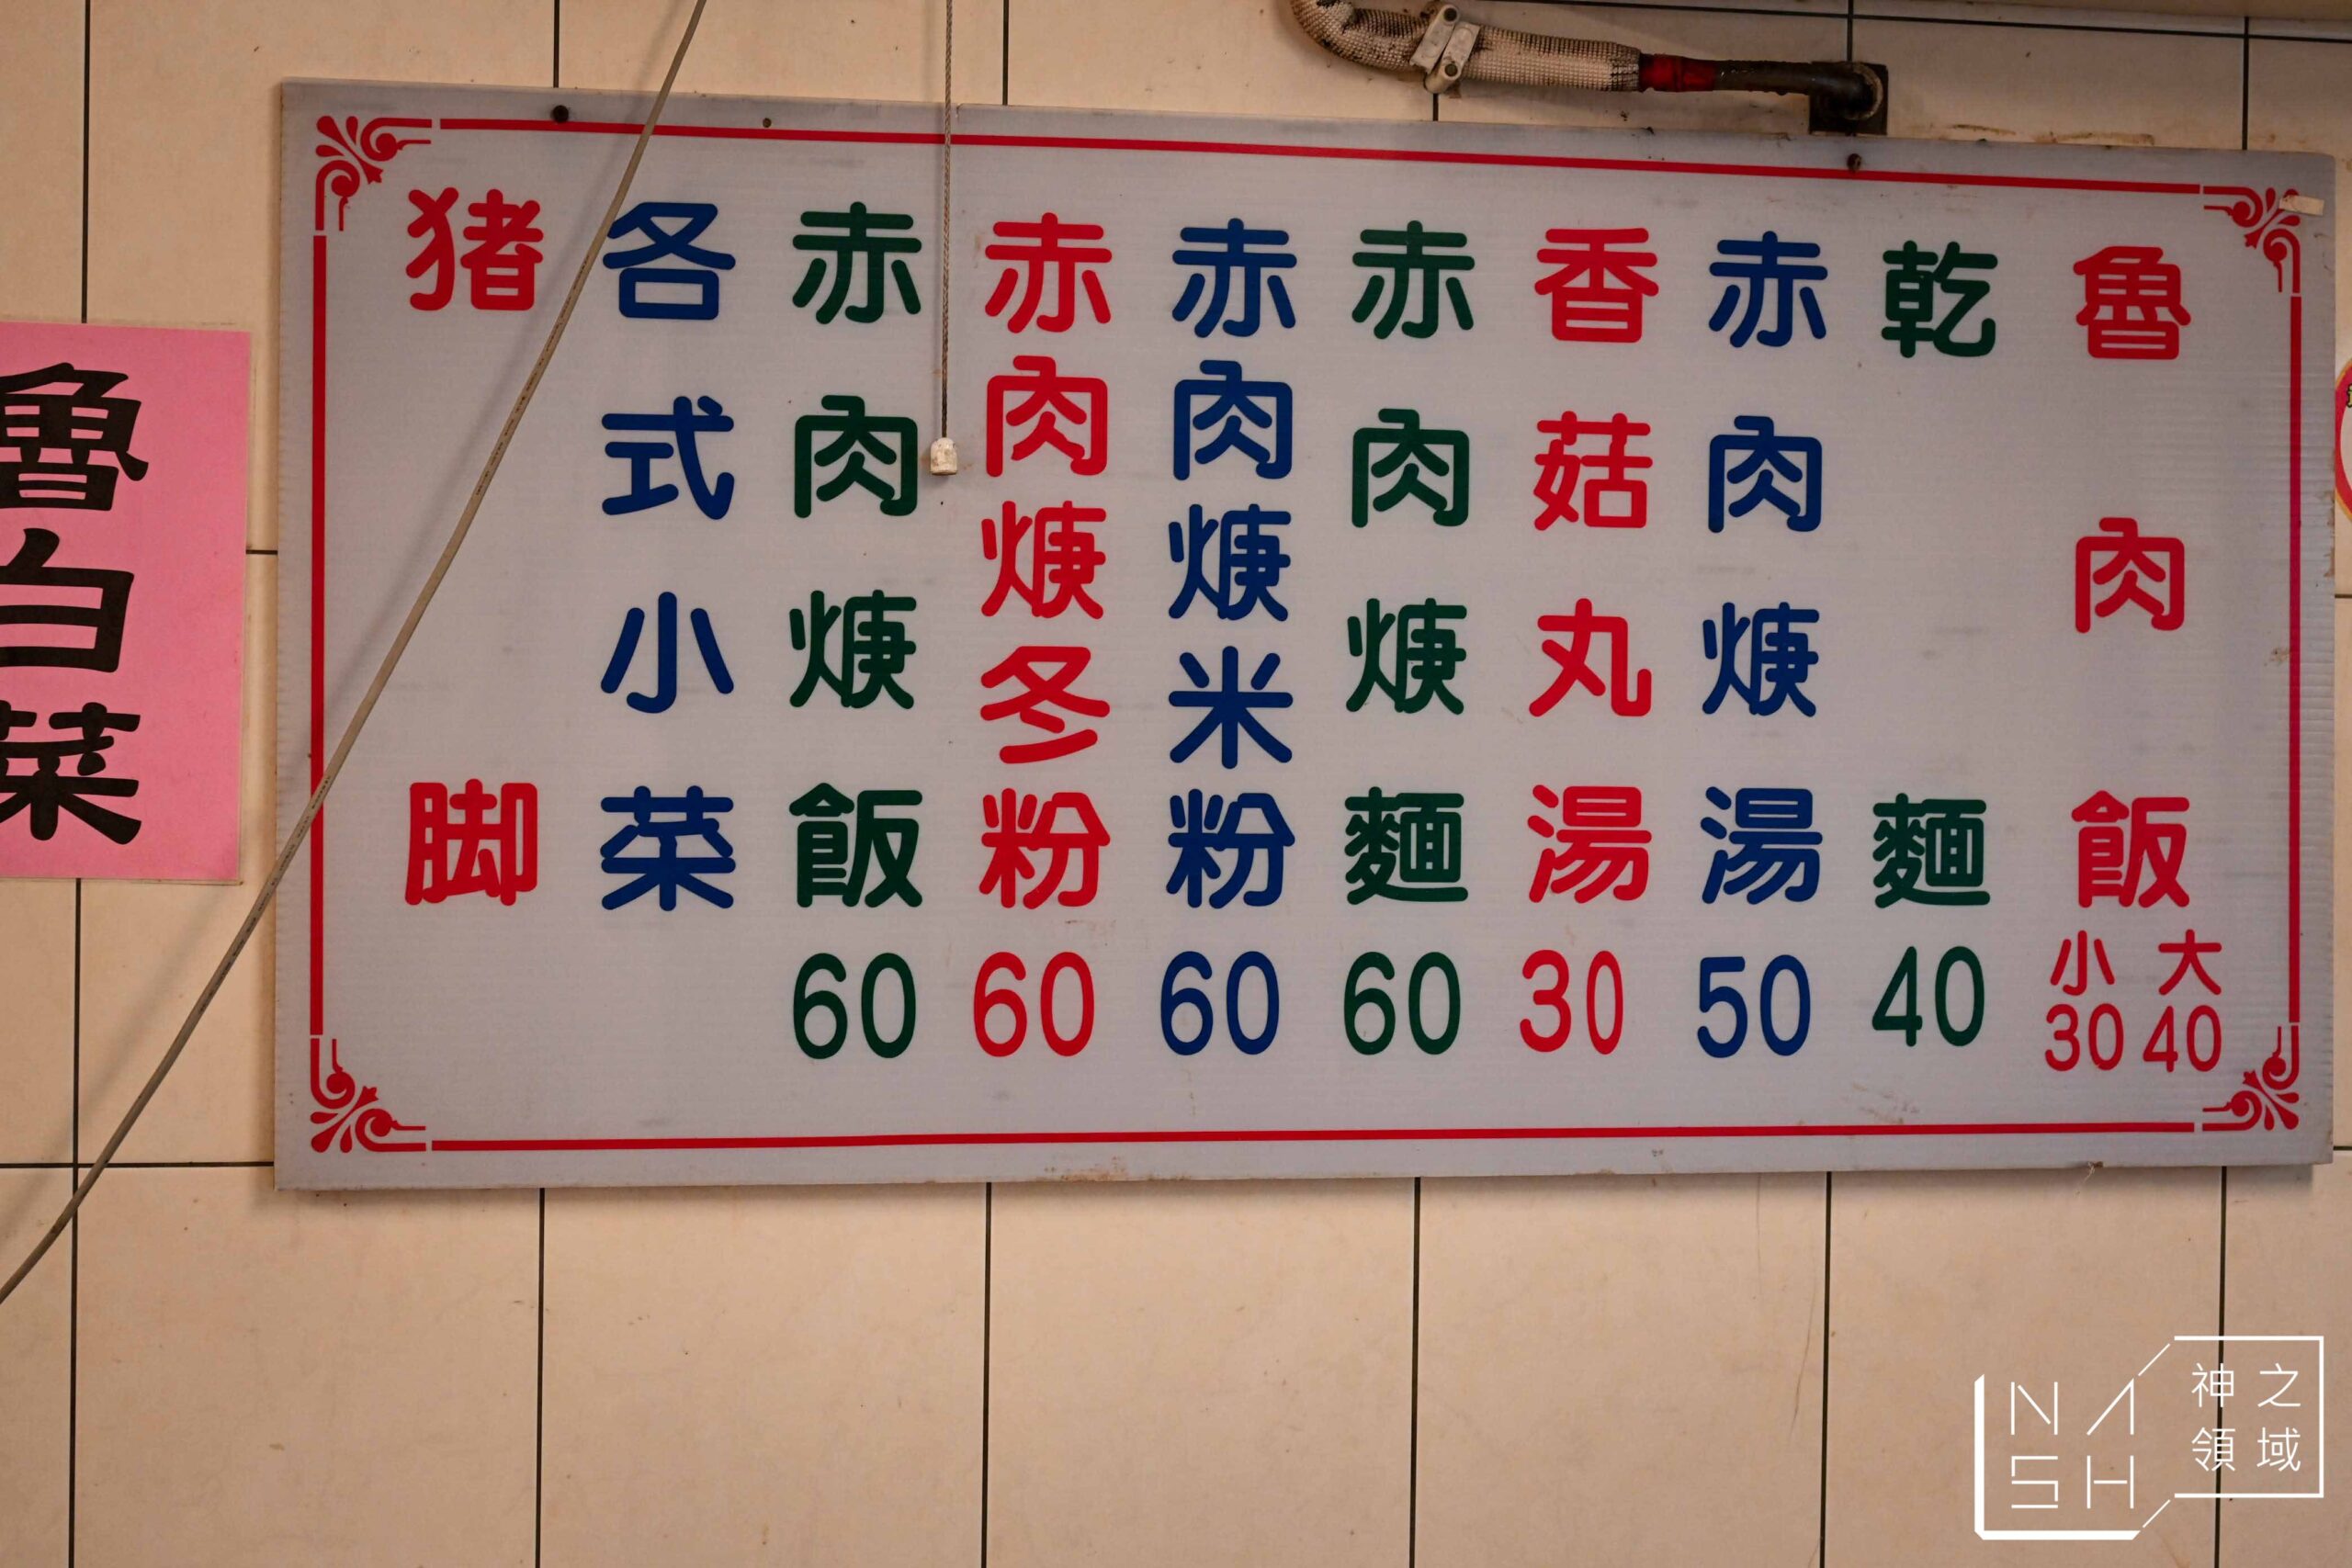 魯肉飯 小30 大40
乾麵 40
赤肉焿湯 50
香菇丸湯 30
赤肉焿麵 60
赤肉焿米粉 60
赤肉焿冬粉 60
赤肉焿飯 60
各式小菜
猪脚
魯白菜
NASH
神之領域